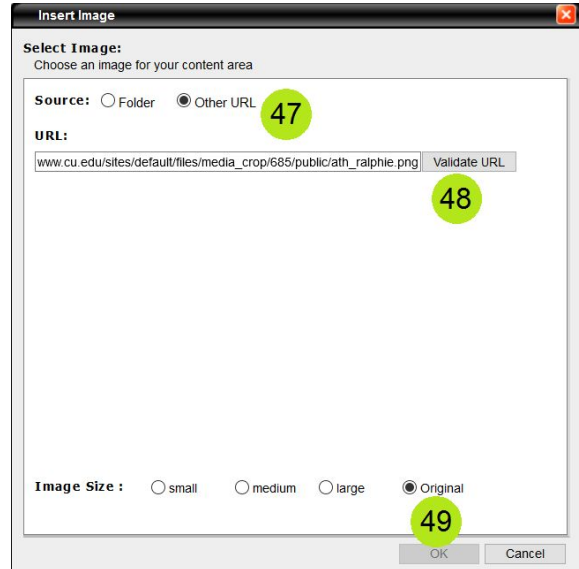 Insert Image
Select Image:
Choose an image for your content area
Source: Folder Other URL
47
URL:
www.cu.edu/sites/default/files/media_crop/685/public/ath_ralphie.png Validate URL
48
Image Size : small medium large Original
49
OK Cancel